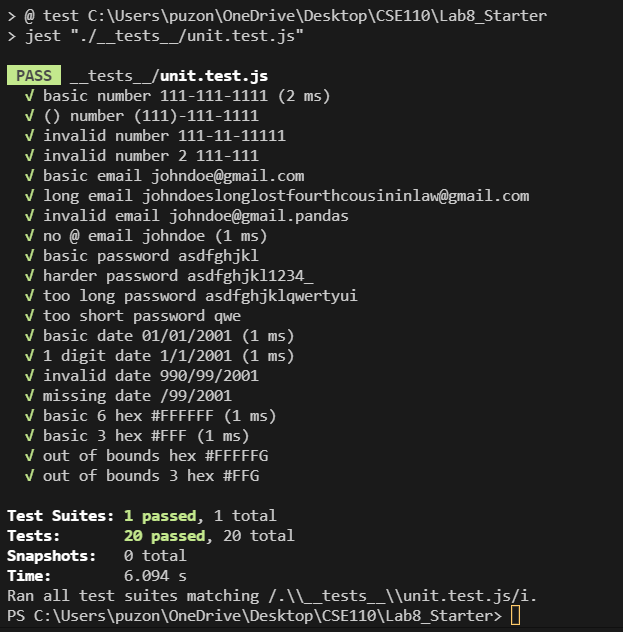 > @ test C:\Users\puzon\OneDrive\Desktop\CSE110\Lab8_Starter
> jest "./__tests__/unit.test.js"
PASS __tests__/unit.test.js
√ basic number 111-111-1111 (2 ms)
√ () number (111)-111-1111
√ invalid number 111-11-11111
√ invalid number 2 111-111
√ basic email johndoe@gmail.com
√ long email johndoeslonglostfourthcousininlaw@gmail.com
√ invalid email johndoe@gmail.pandas
√ no @ email johndoe (1 ms)
√ basic password asdfghjkl
√ harder password asdfghjkl1234_
√ too long password asdfghjklqwertyui
√ too short password qwe
√ basic date 01/01/2001 (1 ms)
√ 1 digit date 1/1/2001 (1 ms)
√ invalid date 990/99/2001
√ missing date /99/2001
√ basic 6 hex #FFFFFF (1 ms)
√ basic 3 hex #FFF (1 ms)
√ out of bounds hex #FFFFFG
√ out of bounds 3 hex #FFG
Test Suites: 1 passed, 1 total
Tests: 20 passed, 20 total
Snapshots: 0 total
Time: 6.094 s
Ran all test suites matching /.\\__tests__\\unit.test.js/i.
PS C:\Users\puzon\OneDrive\Desktop\CSE110\Lab8_Starter>